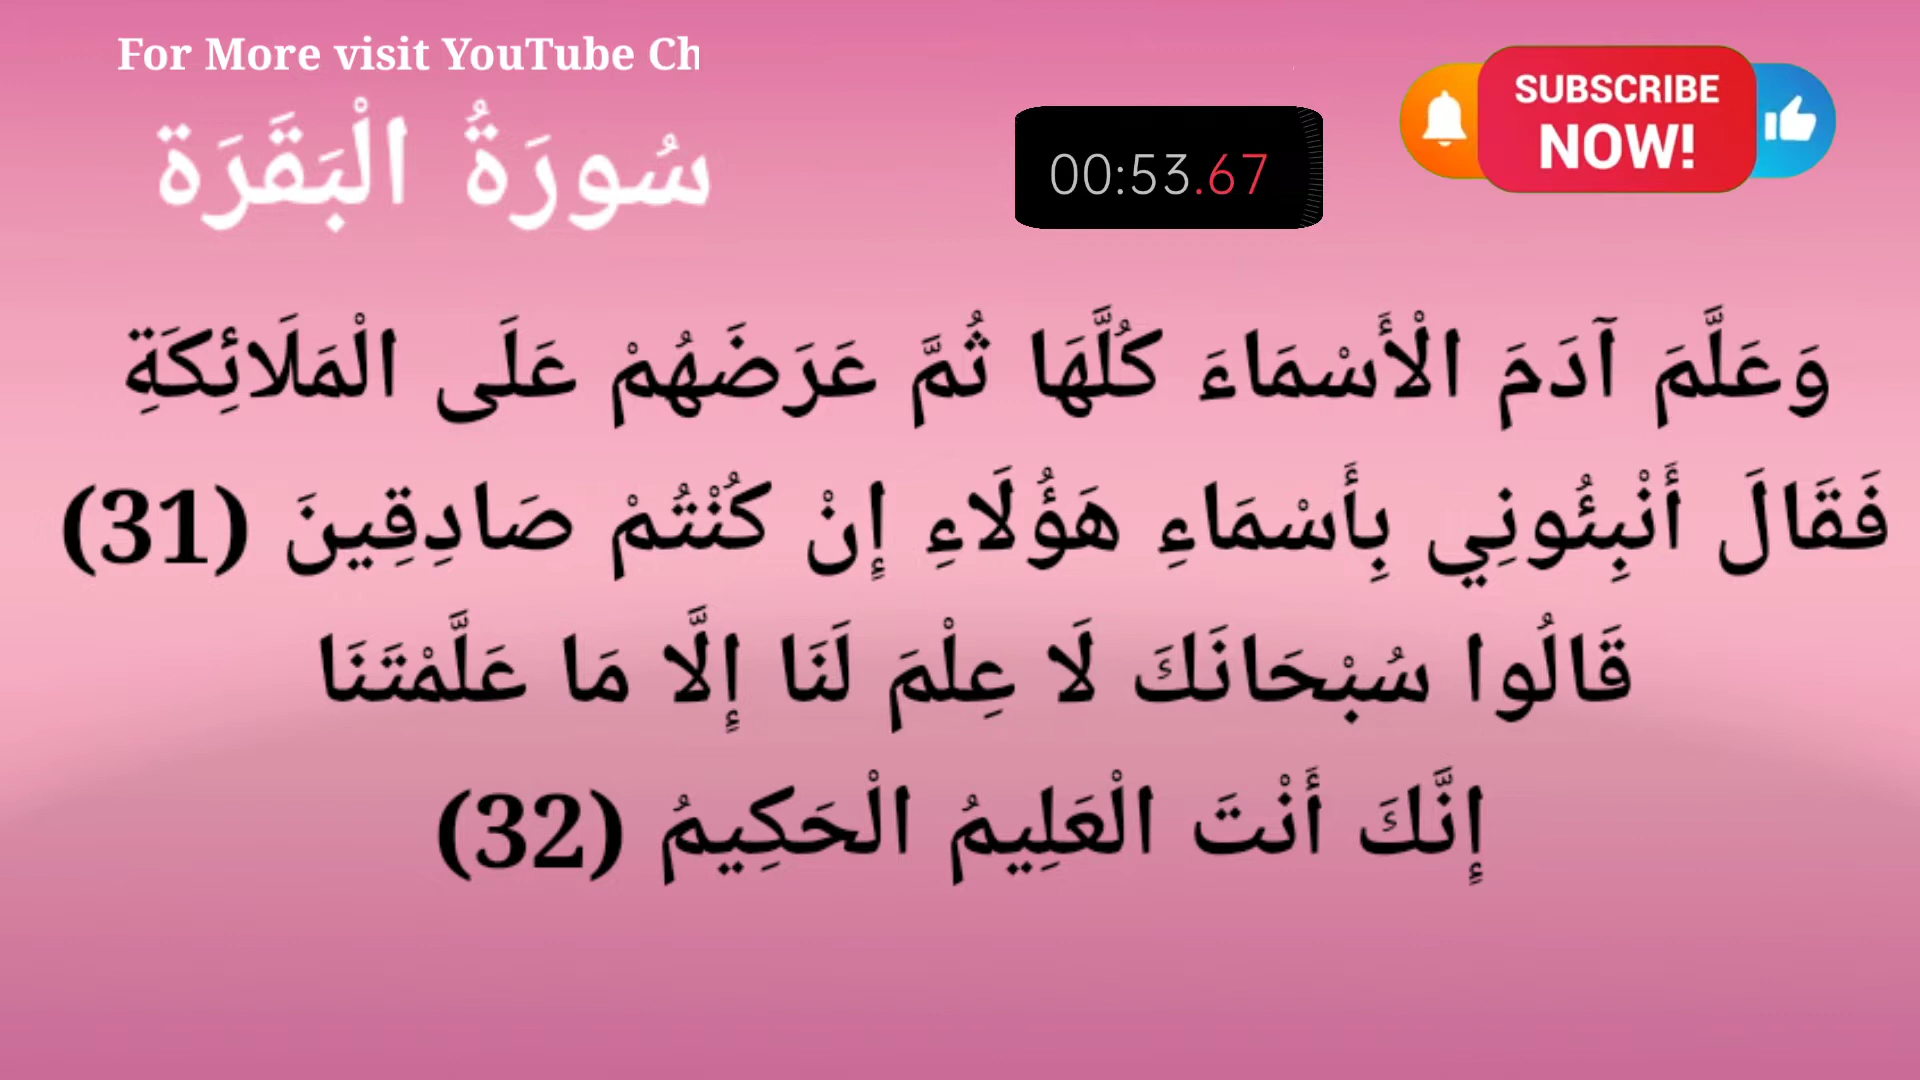 For More visit YouTube Ch
سُورَةُ الْبَقَرَة
00:53.67
SUBSCRIBE
NOW!
وَعَلَّمَ آدَمَ الْأَسْمَاءَ كُلَّهَا ثُمَّ عَرَضَهُمْ عَلَى الْمَلَائِكَةِ
فَقَالَ أَنْبِئُونِي بِأَسْمَاءِ هَؤُلَاءِ إِنْ كُنْتُمْ صَادِقِينَ (31)
قَالُوا سُبْحَانَكَ لَا عِلْمَ لَنَا إِلَّا مَا عَلَّمْتَنَا
إِنَّكَ أَنْتَ الْعَلِيمُ الْحَكِيمُ (32)